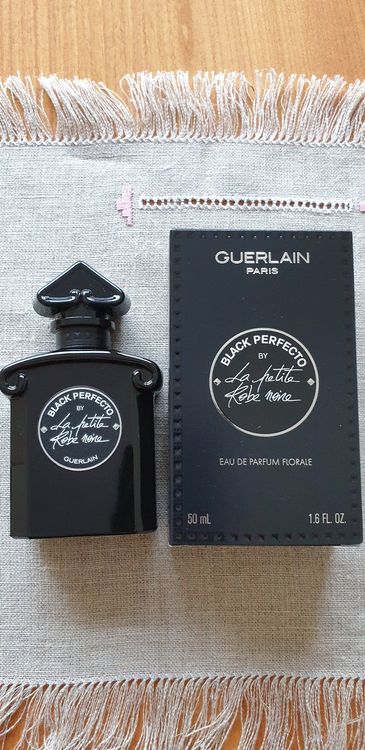 BLACK PERFECTO
BY
La petite
Robe noire
GUERLAIN
GUERLAIN
PARIS
BLACK PERFECTO
BY
La petite
Robe noire
EAU DE PARFUM FLORALE
50 mL 1.6 FL. OZ.